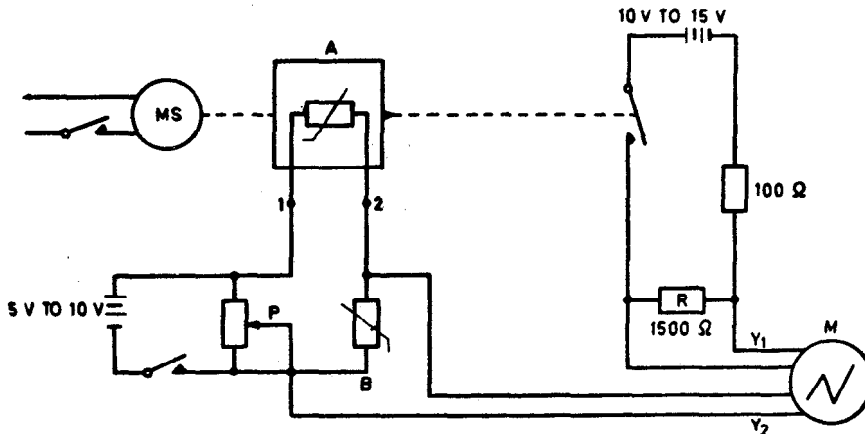 10 V TO 15 V
A
MS
100 Ω
1
2
5 V TO 10 V
P
R
1500 Ω
M
B
Y1
Y2